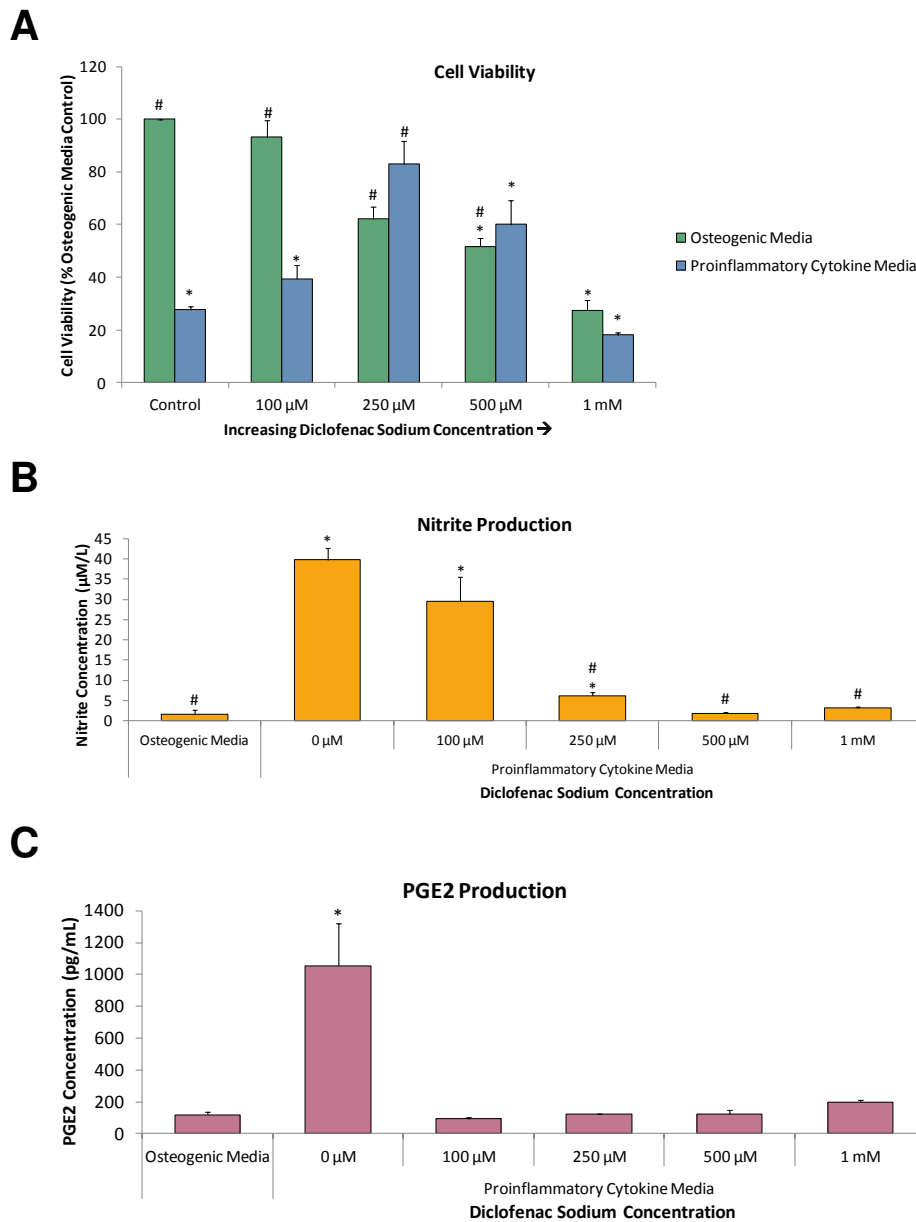 A
Cell Viability
Cell Viability (% Osteogenic Media Control)
120
100
80
60
40
20
0
# # # # # * * * * * *
Control 100 µM 250 µM 500 µM 1 mM
Increasing Diclofenac Sodium Concentration →
Osteogenic Media
Proinflammatory Cytokine Media
B
Nitrite Production
Nitrite Concentration (µM/L)
45
40
35
30
25
20
15
10
5
0
# * * # * # #
Osteogenic Media 0 µM 100 µM 250 µM 500 µM 1 mM
Proinflammatory Cytokine Media
Diclofenac Sodium Concentration
C
PGE2 Production
PGE2 Concentration (pg/mL)
1400
1200
1000
800
600
400
200
0
*
Osteogenic Media 0 µM 100 µM 250 µM 500 µM 1 mM
Proinflammatory Cytokine Media
Diclofenac Sodium Concentration